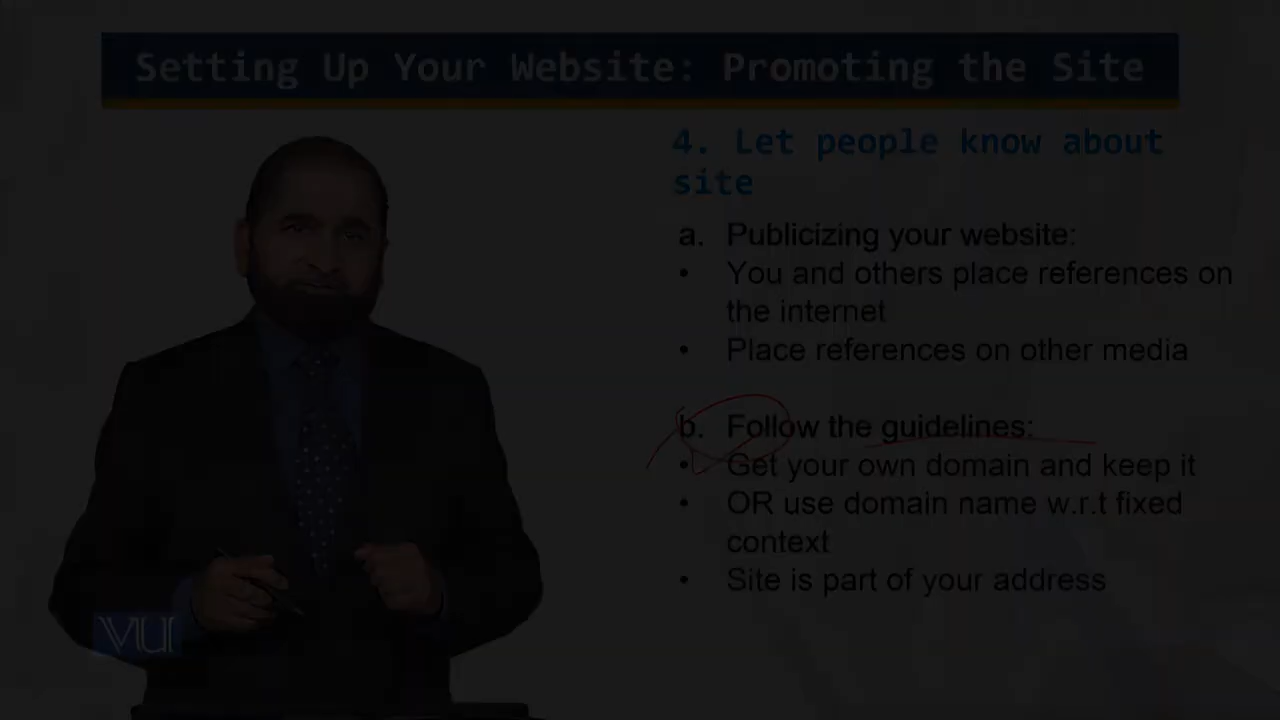 Setting Up Your Website: Promoting the Site
4. Let people know about
site
a. Publicizing your website:
• You and others place references on
the internet
• Place references on other media
b. Follow the guidelines:
• Get your own domain and keep it
• OR use domain name w.r.t fixed
context
• Site is part of your address
VU